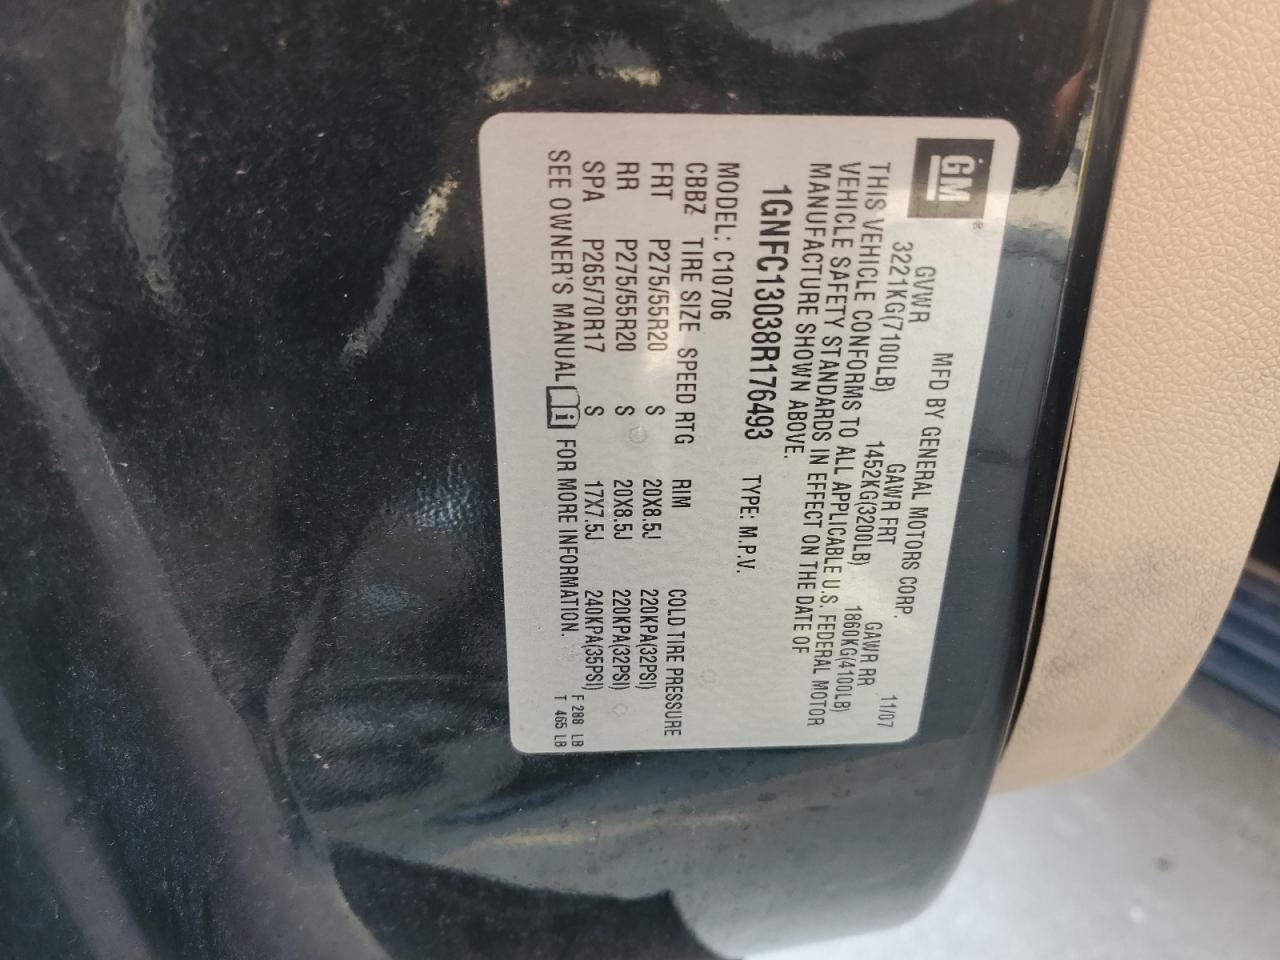 GM ®
MFD BY GENERAL MOTORS CORP. 11/07
GVWR GAWR FRT GAWR RR
3221KG(7100LB) 1452KG(3200LB) 1860KG(4100LB)
THIS VEHICLE CONFORMS TO ALL APPLICABLE U.S. FEDERAL MOTOR
VEHICLE SAFETY STANDARDS IN EFFECT ON THE DATE OF
MANUFACTURE SHOWN ABOVE.
1GNFC13038R176493 TYPE: M.P.V.
MODEL: C10706
CBBZ TIRE SIZE SPEED RTG RIM COLD TIRE PRESSURE
FRT P275/55R20 S 20X8.5J 220KPA(32PSI)
RR P275/55R20 S 20X8.5J 220KPA(32PSI)
SPA P265/70R17 S 17X7.5J 240KPA(35PSI)
SEE OWNER'S MANUAL i FOR MORE INFORMATION.
F 288 LB
T 465 LB